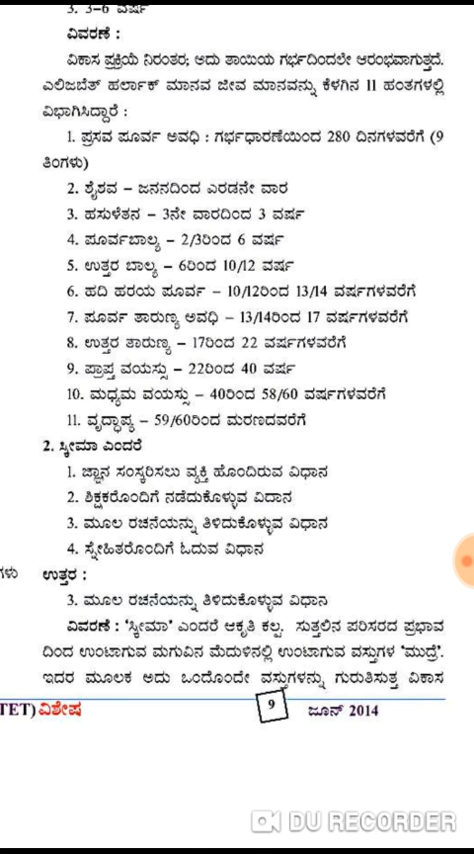 3. 3-6 ವರ್ಷ
ವಿವರಣೆ :
ವಿಕಾಸ ಪ್ರಕ್ರಿಯೆ ನಿರಂತರ; ಅದು ತಾಯಿಯ ಗರ್ಭದಿಂದಲೇ ಆರಂಭವಾಗುತ್ತದೆ.
ಎಲಿಜಬೆತ್ ಹರ್ಲಾಕ್ ಮಾನವ ಜೀವ ಮಾನವನ್ನು ಕೆಳಗಿನ 11 ಹಂತಗಳಲ್ಲಿ
ವಿಭಾಗಿಸಿದ್ದಾರೆ :
1. ಪ್ರಸವ ಪೂರ್ವ ಅವಧಿ : ಗರ್ಭಧಾರಣೆಯಿಂದ 280 ದಿನಗಳವರೆಗೆ (9
ತಿಂಗಳು)
2. ಶೈಶವ – ಜನನದಿಂದ ಎರಡನೇ ವಾರ
3. ಹಸುಳೆತನ – 3ನೇ ವಾರದಿಂದ 3 ವರ್ಷ
4. ಪೂರ್ವಬಾಲ್ಯ – 2/3ರಿಂದ 6 ವರ್ಷ
5. ಉತ್ತರ ಬಾಲ್ಯ – 6ರಿಂದ 10/12 ವರ್ಷ
6. ಹದಿ ಹರಯ ಪೂರ್ವ – 10/12ರಿಂದ 13/14 ವರ್ಷಗಳವರೆಗೆ
7. ಪೂರ್ವ ತಾರುಣ್ಯ ಅವಧಿ – 13/14ರಿಂದ 17 ವರ್ಷಗಳವರೆಗೆ
8. ಉತ್ತರ ತಾರುಣ್ಯ – 17ರಿಂದ 22 ವರ್ಷಗಳವರೆಗೆ
9. ಪ್ರಾಪ್ತ ವಯಸ್ಸು – 22ರಿಂದ 40 ವರ್ಷ
10. ಮಧ್ಯಮ ವಯಸ್ಸು – 40ರಿಂದ 58/60 ವರ್ಷಗಳವರೆಗೆ
11. ವೃದ್ಧಾಪ್ಯ – 59/60ರಿಂದ ಮರಣದವರೆಗೆ
2. ಸ್ಕೀಮಾ ಎಂದರೆ
1. ಜ್ಞಾನ ಸಂಸ್ಕರಿಸಲು ವ್ಯಕ್ತಿ ಹೊಂದಿರುವ ವಿಧಾನ
2. ಶಿಕ್ಷಕರೊಂದಿಗೆ ನಡೆದುಕೊಳ್ಳುವ ವಿದಾನ
3. ಮೂಲ ರಚನೆಯನ್ನು ತಿಳಿದುಕೊಳ್ಳುವ ವಿಧಾನ
4. ಸ್ನೇಹಿತರೊಂದಿಗೆ ಓದುವ ವಿಧಾನ
ಗಳು ಉತ್ತರ :
3. ಮೂಲ ರಚನೆಯನ್ನು ತಿಳಿದುಕೊಳ್ಳುವ ವಿಧಾನ
ವಿವರಣೆ : 'ಸ್ಕೀಮಾ' ಎಂದರೆ ಆಕೃತಿ ಕಲ್ಪ. ಸುತ್ತಲಿನ ಪರಿಸರದ ಪ್ರಭಾವ
ದಿಂದ ಉಂಟಾಗುವ ಮಗುವಿನ ಮೆದುಳಿನಲ್ಲಿ ಉಂಟಾಗುವ ವಸ್ತುಗಳ 'ಮುದ್ರೆ'.
ಇದರ ಮೂಲಕ ಅದು ಒಂದೊಂದೇ ವಸ್ತುಗಳನ್ನು ಗುರುತಿಸುತ್ತ ವಿಕಾಸ
TET) ವಿಶೇಷ 9 ಜೂನ್ 2014
DU RECORDER